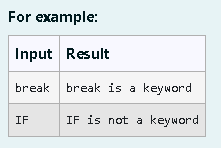 For example:
Input Result
break break is a keyword
IF IF is not a keyword